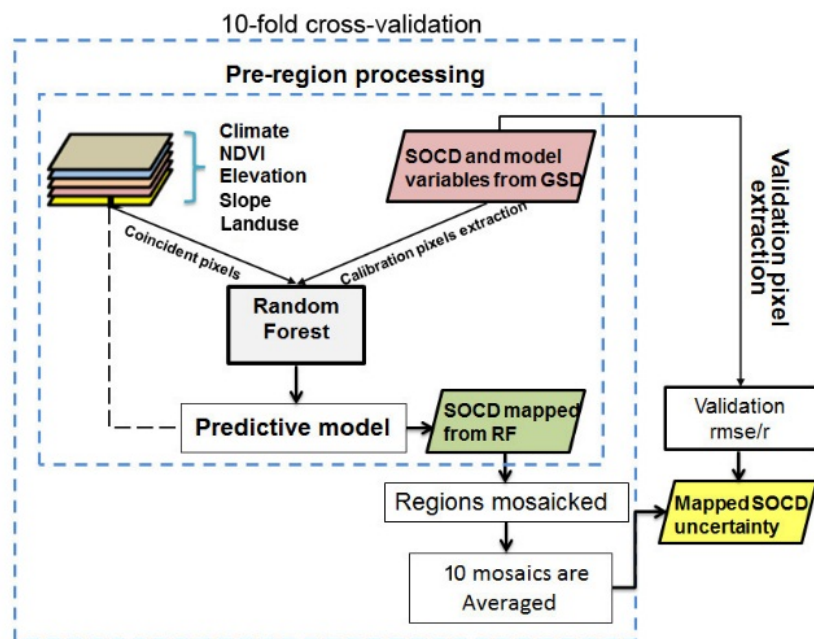 10-fold cross-validation
Pre-region processing
Climate
NDVI
Elevation
Slope
Landuse
SOCD and model
variables from GSD
Coincident pixels
Calibration pixels extraction
Validation pixel
extraction
Random
Forest
Predictive model
SOCD mapped
from RF
Validation
rmse/r
Regions mosaicked
Mapped SOCD
uncertainty
10 mosaics are
Averaged